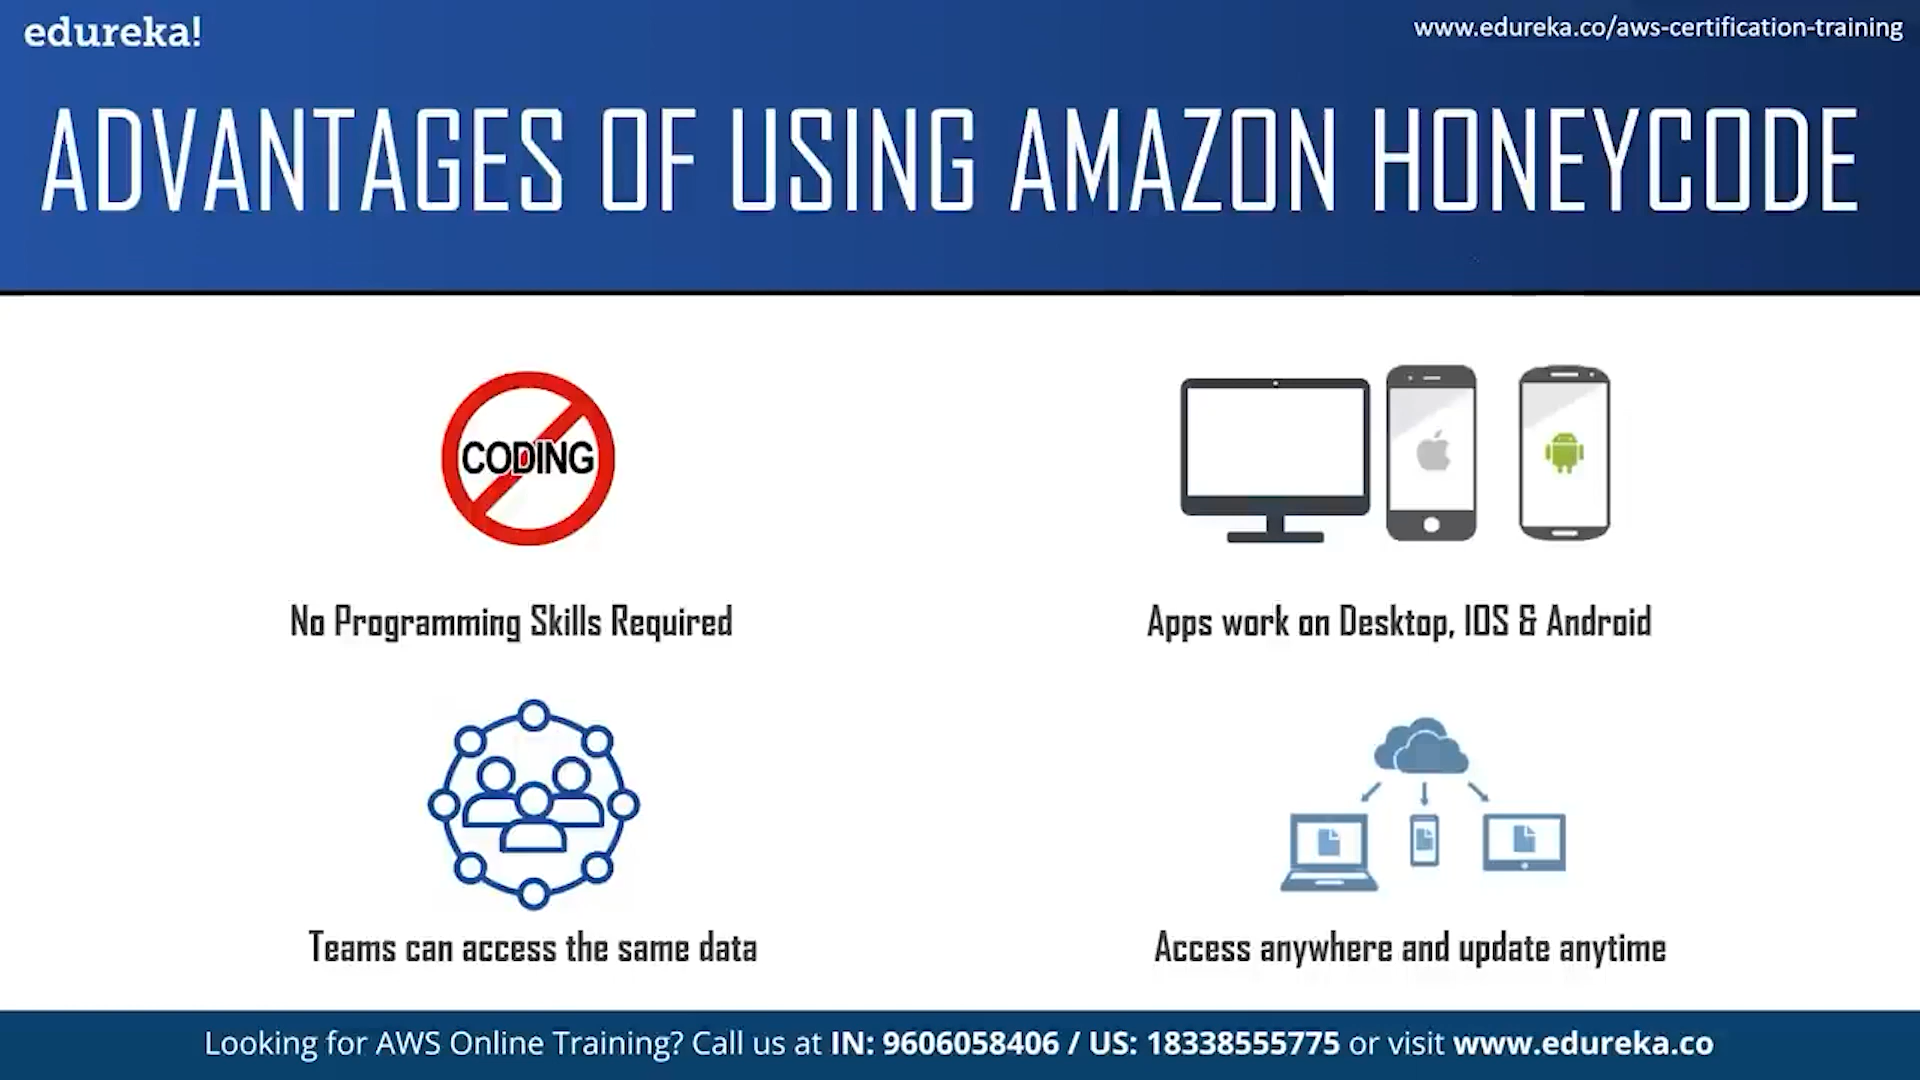 edureka!
www.edureka.co/aws-certification-training
ADVANTAGES OF USING AMAZON HONEYCODE
CODING
No Programming Skills Required
Apps work on Desktop, IOS & Android
Teams can access the same data
Access anywhere and update anytime
Looking for AWS Online Training? Call us at IN: 9606058406 / US: 18338555775 or visit www.edureka.co